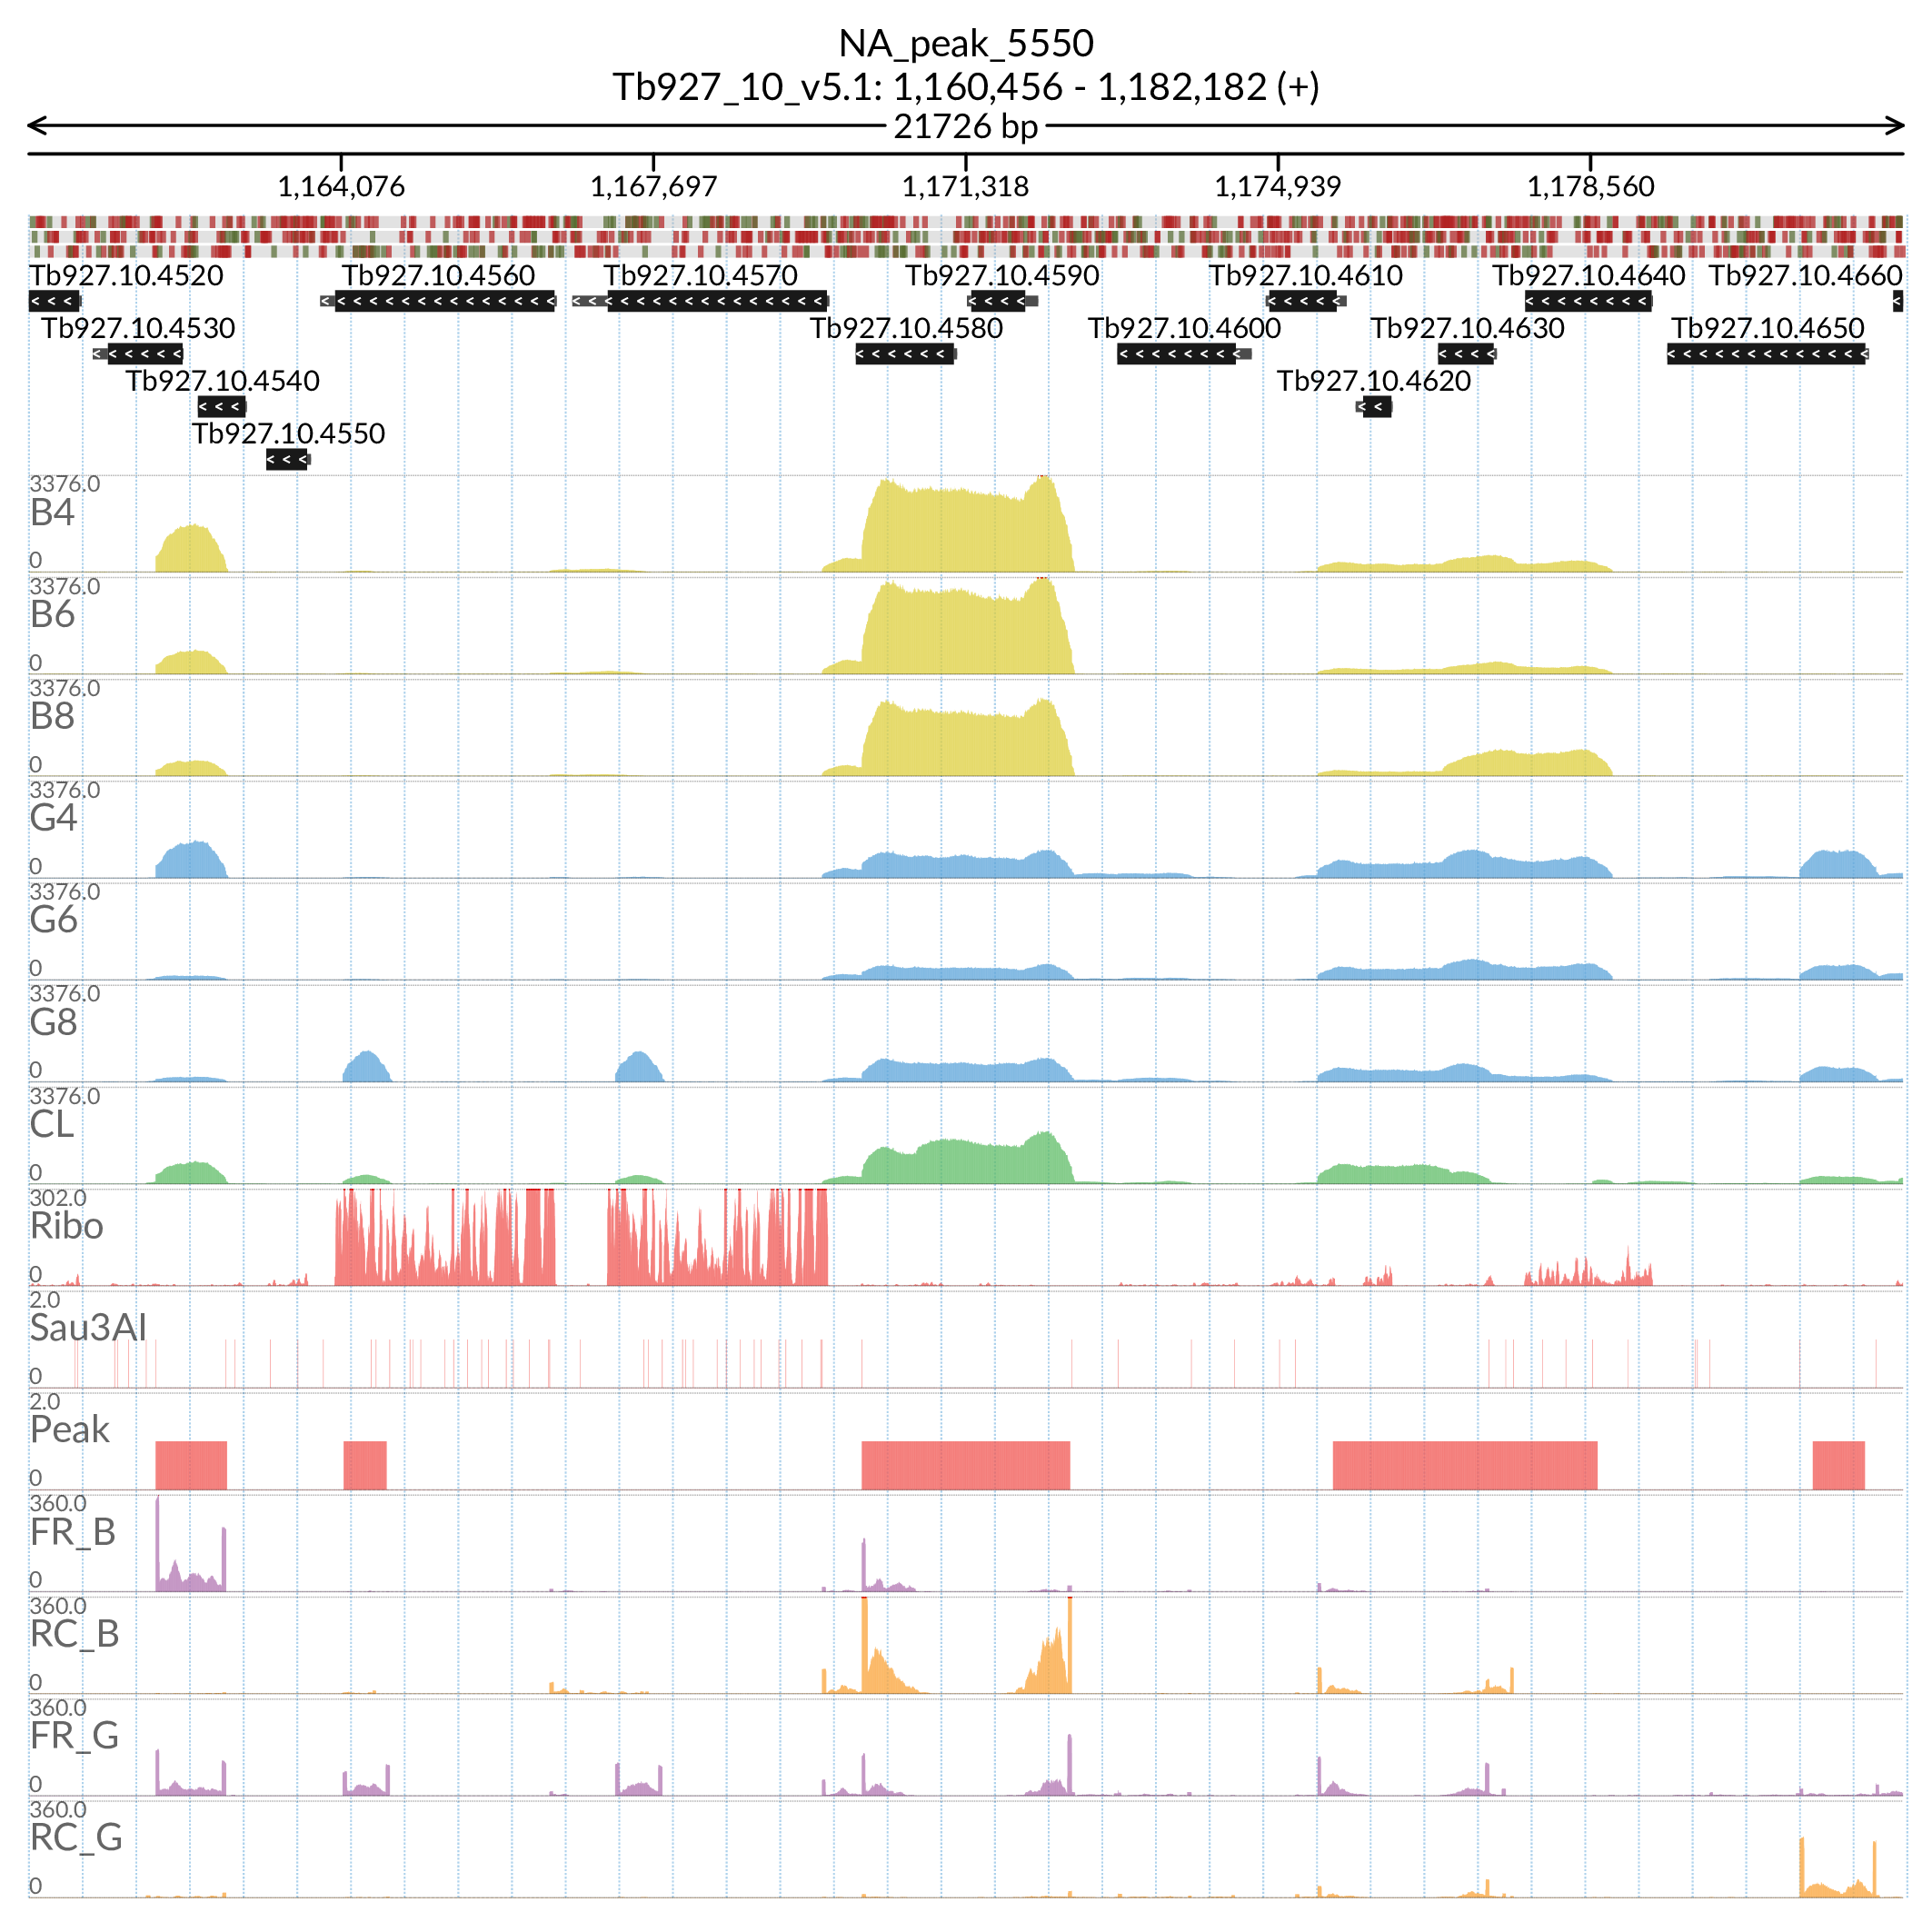 NA_peak_5550
Tb927_10_v5.1: 1,160,456 - 1,182,182 (+)
21726 bp
1,164,076 1,167,697 1,171,318 1,174,939 1,178,560
Tb927.10.4520 Tb927.10.4560 Tb927.10.4570 Tb927.10.4590 Tb927.10.4610 Tb927.10.4640 Tb927.10.4660
Tb927.10.4530 Tb927.10.4580 Tb927.10.4600 Tb927.10.4630 Tb927.10.4650
Tb927.10.4540 Tb927.10.4620
Tb927.10.4550
3376.0
B4
0
3376.0
B6
0
3376.0
B8
0
3376.0
G4
0
3376.0
G6
0
3376.0
G8
0
3376.0
CL
0
302.0
Ribo
0
2.0
Sau3AI
0
2.0
Peak
0
360.0
FR_B
0
360.0
RC_B
0
360.0
FR_G
0
360.0
RC_G
0